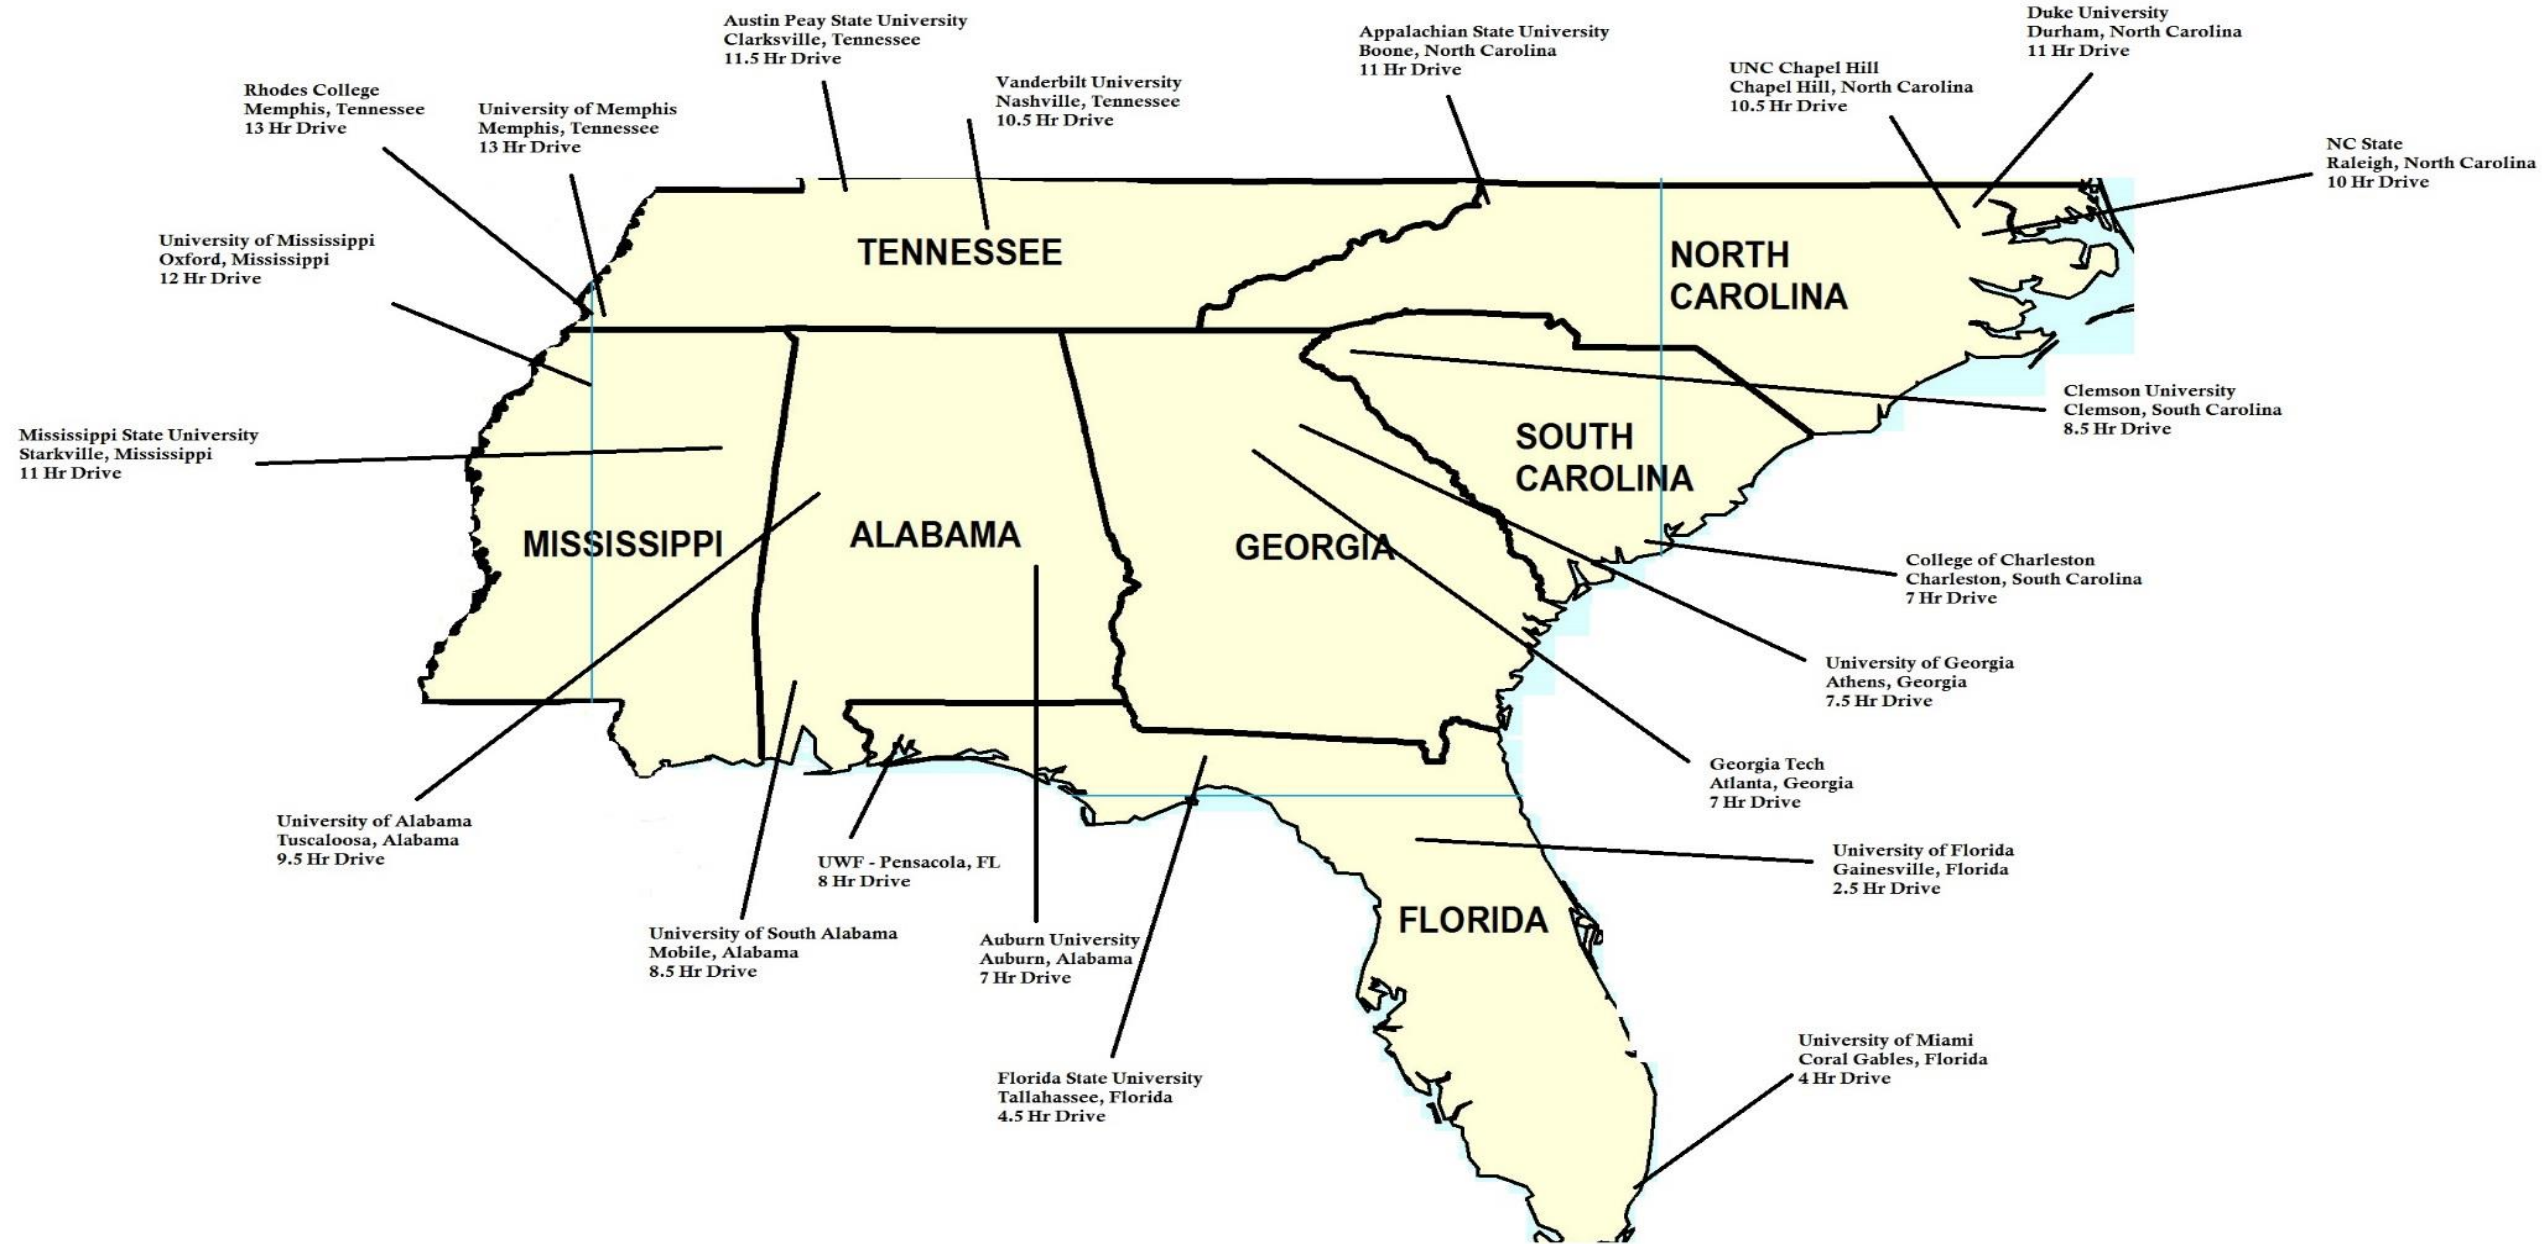 Austin Peay State University
Clarksville, Tennessee
11.5 Hr Drive
Appalachian State University
Boone, North Carolina
11 Hr Drive
Duke University
Durham, North Carolina
11 Hr Drive
Rhodes College
Memphis, Tennessee
13 Hr Drive
University of Memphis
Memphis, Tennessee
13 Hr Drive
Vanderbilt University
Nashville, Tennessee
10.5 Hr Drive
UNC Chapel Hill
Chapel Hill, North Carolina
10.5 Hr Drive
NC State
Raleigh, North Carolina
10 Hr Drive
University of Mississippi
Oxford, Mississippi
12 Hr Drive
TENNESSEE
NORTH
CAROLINA
Mississippi State University
Starkville, Mississippi
11 Hr Drive
Clemson University
Clemson, South Carolina
8.5 Hr Drive
SOUTH
CAROLINA
MISSISSIPPI
ALABAMA
GEORGIA
College of Charleston
Charleston, South Carolina
7 Hr Drive
University of Georgia
Athens, Georgia
7.5 Hr Drive
Georgia Tech
Atlanta, Georgia
7 Hr Drive
University of Alabama
Tuscaloosa, Alabama
9.5 Hr Drive
UWF - Pensacola, FL
8 Hr Drive
University of Florida
Gainesville, Florida
2.5 Hr Drive
FLORIDA
University of South Alabama
Mobile, Alabama
8.5 Hr Drive
Auburn University
Auburn, Alabama
7 Hr Drive
Florida State University
Tallahassee, Florida
4.5 Hr Drive
University of Miami
Coral Gables, Florida
4 Hr Drive